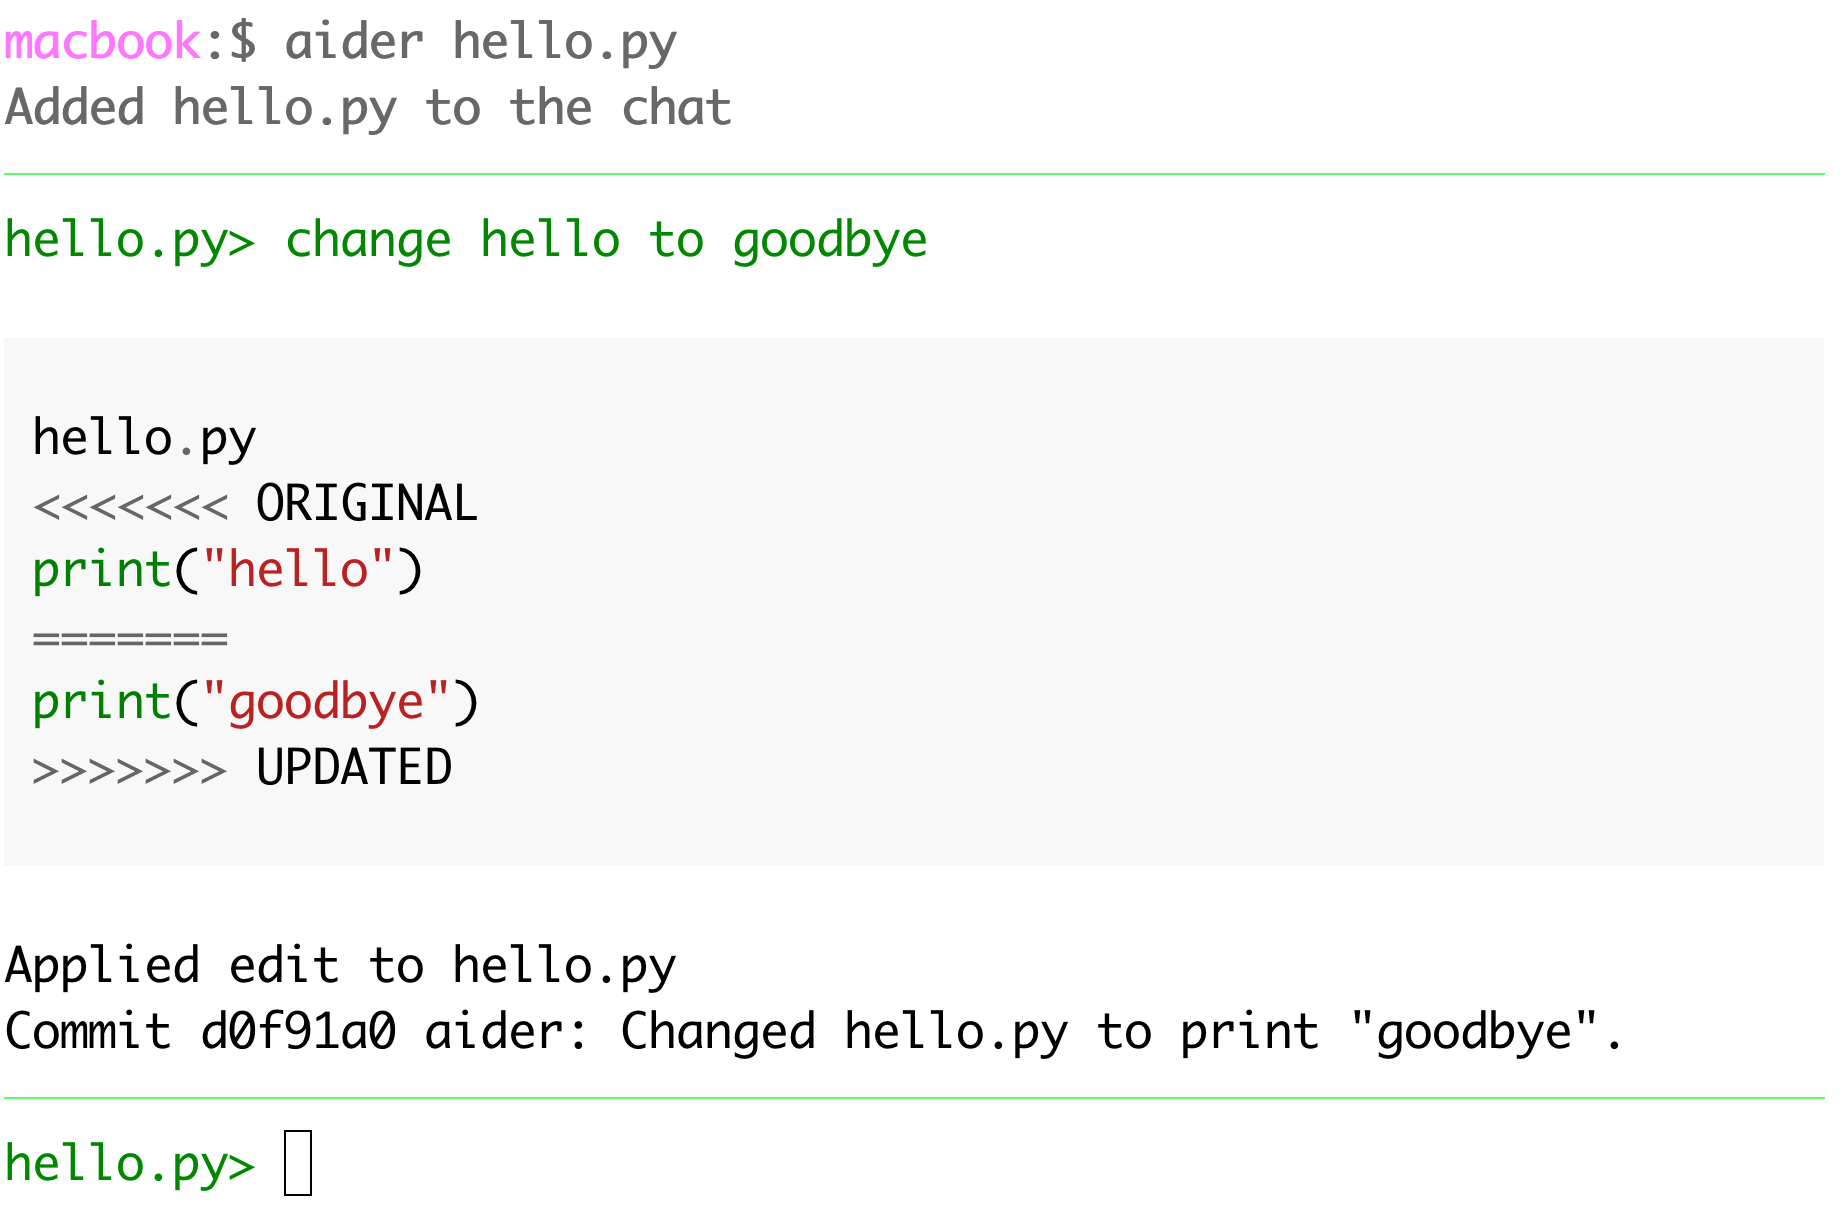 macbook:$ aider hello.py
Added hello.py to the chat
hello.py> change hello to goodbye
hello.py
<<<<<<< ORIGINAL
print("hello")
=======
print("goodbye")
>>>>>>> UPDATED
Applied edit to hello.py
Commit d0f91a0 aider: Changed hello.py to print "goodbye".
hello.py>